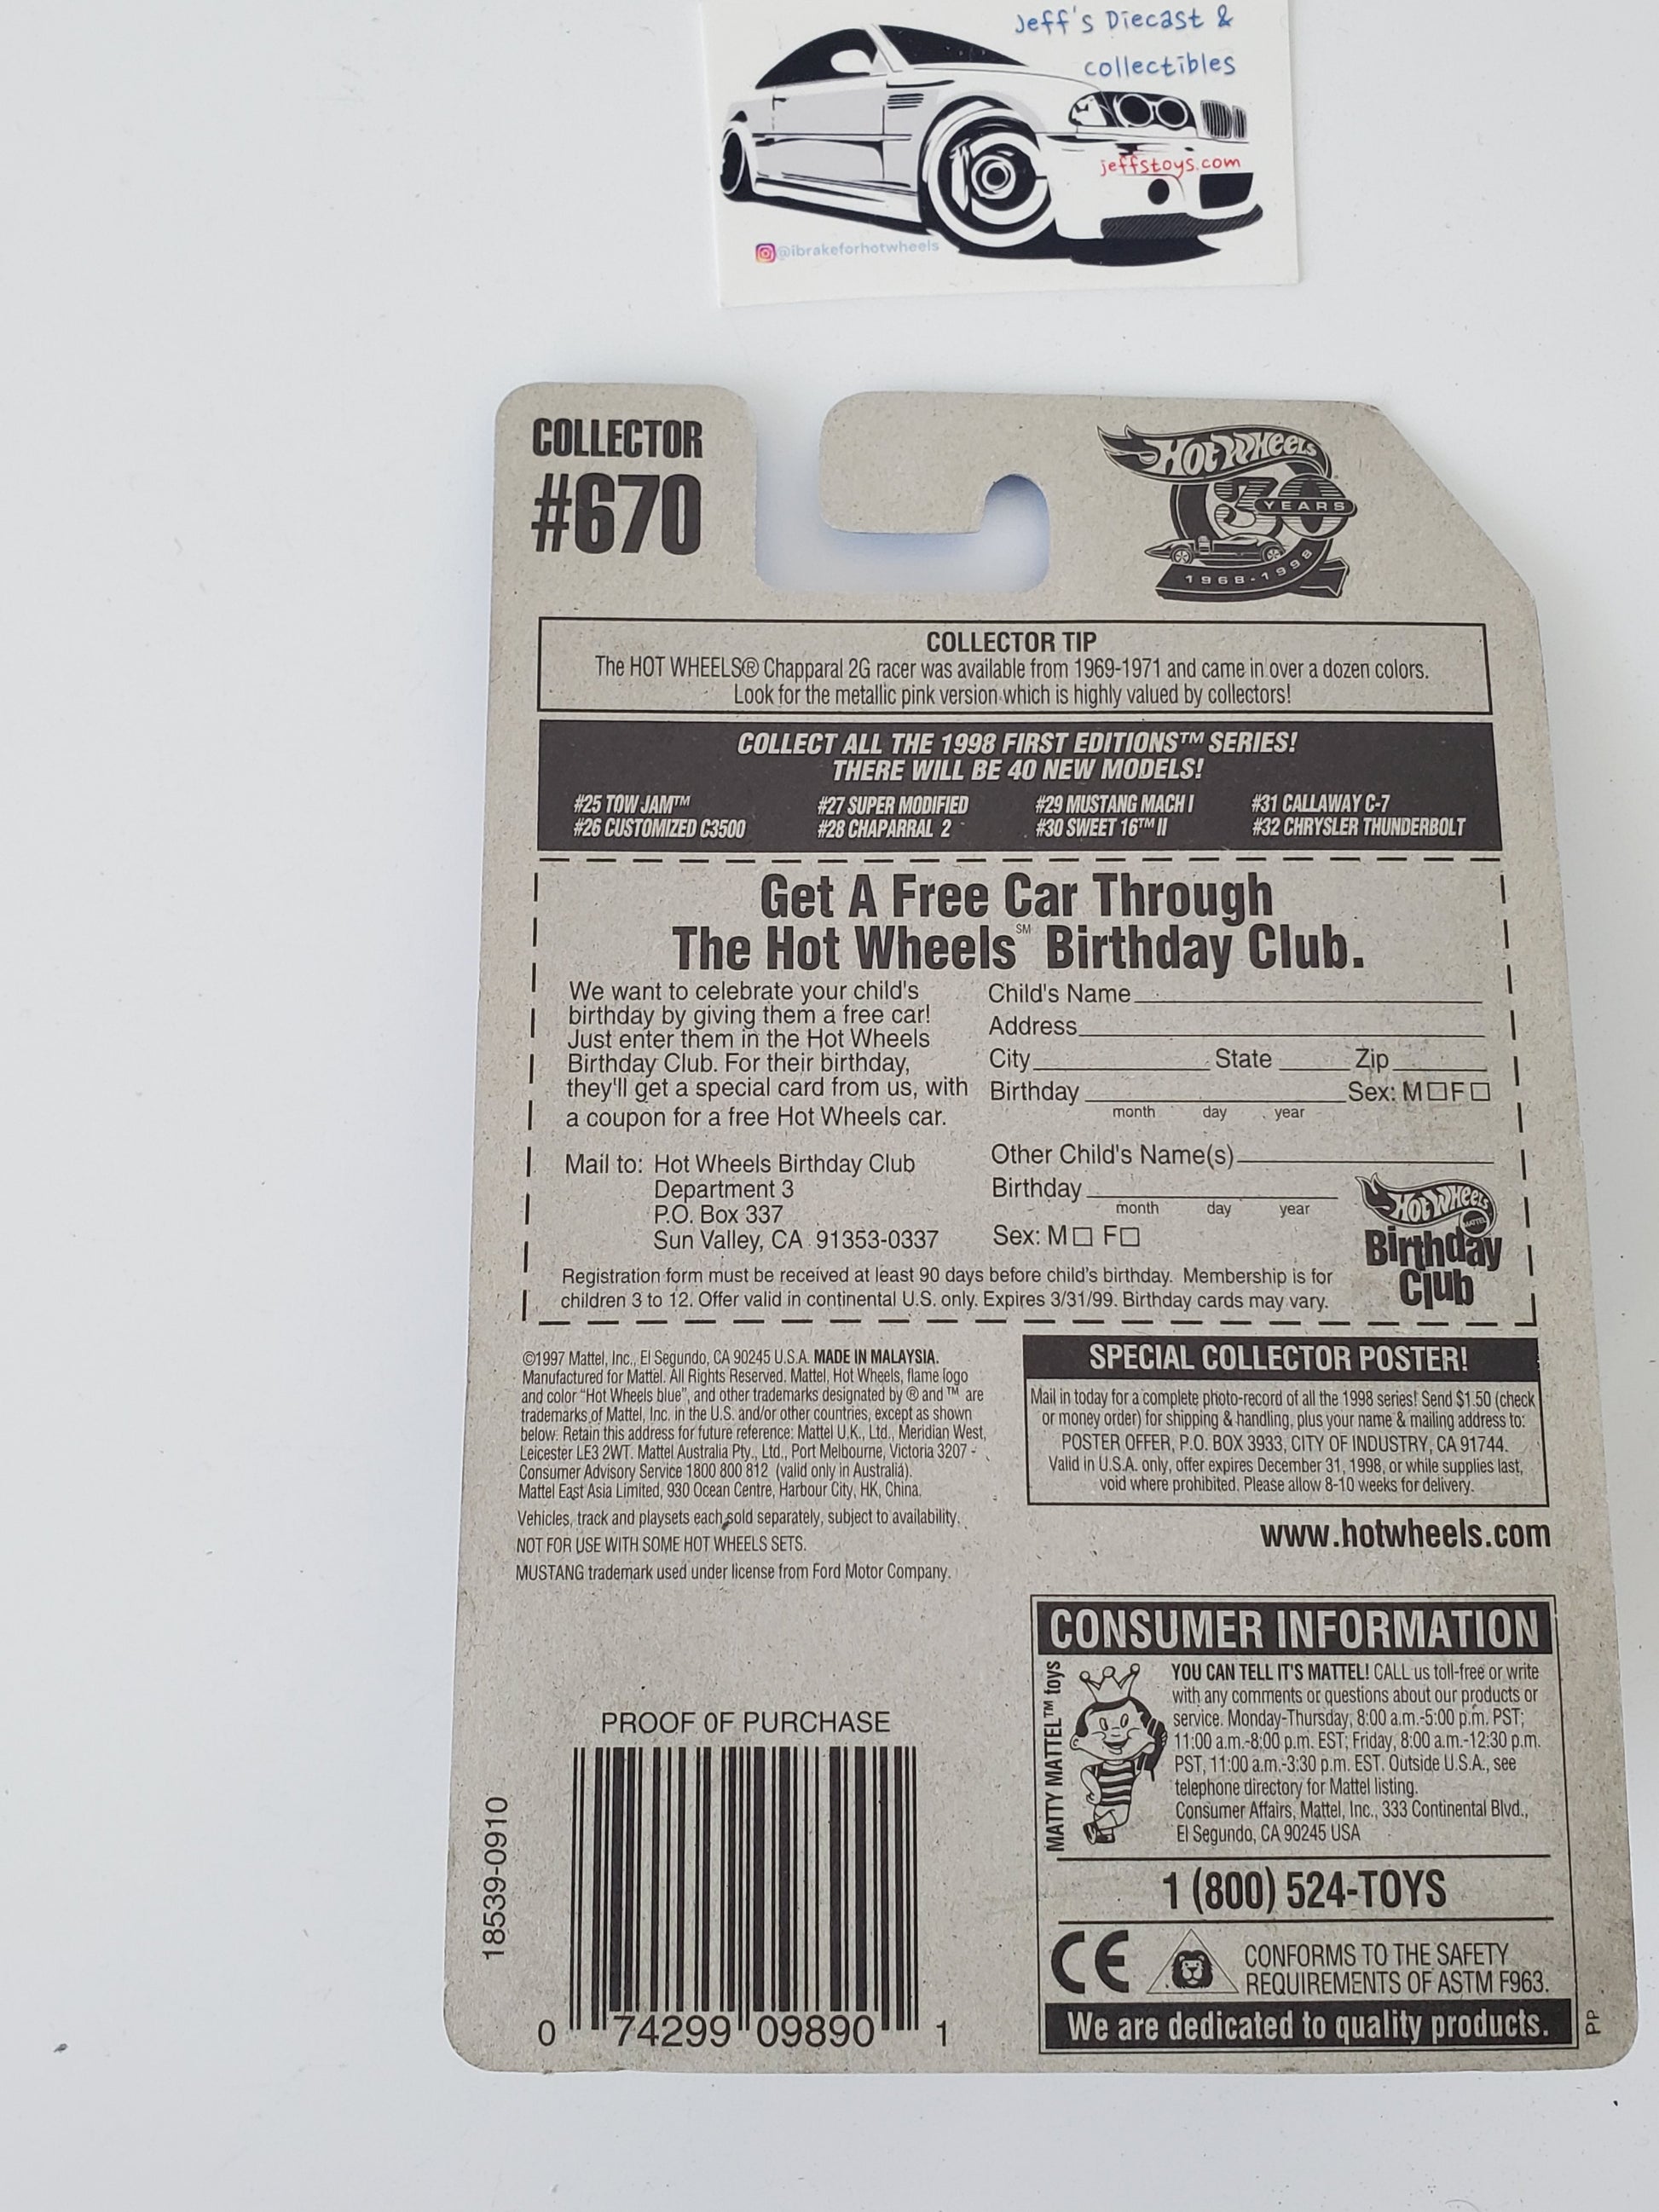 Jeff's Diecast &
collectibles
jeffstoys.com
@ibrakeforhotwheels
COLLECTOR
#670
Hot Wheels
30
YEARS
1968-1998
COLLECTOR TIP
The HOT WHEELS® Chapparal 2G racer was available from 1969-1971 and came in over a dozen colors.
Look for the metallic pink version which is highly valued by collectors!
COLLECT ALL THE 1998 FIRST EDITIONS™ SERIES!
THERE WILL BE 40 NEW MODELS!
#25 TOW JAM™ #27 SUPER MODIFIED #29 MUSTANG MACH I #31 CALLAWAY C-7
#26 CUSTOMIZED C3500 #28 CHAPARRAL 2 #30 SWEET 16™ II #32 CHRYSLER THUNDERBOLT
Get A Free Car Through
The Hot Wheels℠ Birthday Club.
We want to celebrate your child's
birthday by giving them a free car!
Just enter them in the Hot Wheels
Birthday Club. For their birthday,
they'll get a special card from us, with
a coupon for a free Hot Wheels car.
Mail to: Hot Wheels Birthday Club
Department 3
P.O. Box 337
Sun Valley, CA 91353-0337
Child's Name
Address
City State Zip
Birthday Sex: M□ F□
month day year
Other Child's Name(s)
Birthday
month day year
Sex: M□ F□
Hot Wheels
MATTEL
Birthday
Club
Registration form must be received at least 90 days before child's birthday. Membership is for
children 3 to 12. Offer valid in continental U.S. only. Expires 3/31/99. Birthday cards may vary.
©1997 Mattel, Inc., El Segundo, CA 90245 U.S.A. MADE IN MALAYSIA.
Manufactured for Mattel. All Rights Reserved. Mattel, Hot Wheels, flame logo
and color "Hot Wheels blue", and other trademarks designated by ® and ™ are
trademarks of Mattel, Inc. in the U.S. and/or other countries, except as shown
below. Retain this address for future reference: Mattel U.K., Ltd., Meridian West,
Leicester LE3 2WT. Mattel Australia Pty., Ltd., Port Melbourne, Victoria 3207 -
Consumer Advisory Service 1800 800 812 (valid only in Australia).
Mattel East Asia Limited, 930 Ocean Centre, Harbour City, HK, China.
Vehicles, track and playsets each sold separately, subject to availability.
NOT FOR USE WITH SOME HOT WHEELS SETS.
MUSTANG trademark used under license from Ford Motor Company.
SPECIAL COLLECTOR POSTER!
Mail in today for a complete photo-record of all the 1998 series! Send $1.50 (check
or money order) for shipping & handling, plus your name & mailing address to:
POSTER OFFER, P.O. BOX 3933, CITY OF INDUSTRY, CA 91744.
Valid in U.S.A. only, offer expires December 31, 1998, or while supplies last,
void where prohibited. Please allow 8-10 weeks for delivery.
www.hotwheels.com
PROOF OF PURCHASE
18539-0910
0 74299 09890 1
CONSUMER INFORMATION
MATTY MATTEL™ toys
YOU CAN TELL IT'S MATTEL! CALL us toll-free or write
with any comments or questions about our products or
service. Monday-Thursday, 8:00 a.m.-5:00 p.m. PST;
11:00 a.m.-8:00 p.m. EST; Friday, 8:00 a.m.-12:30 p.m.
PST, 11:00 a.m.-3:30 p.m. EST. Outside U.S.A., see
telephone directory for Mattel listing.
Consumer Affairs, Mattel, Inc., 333 Continental Blvd.,
El Segundo, CA 90245 USA
1 (800) 524-TOYS
CE
CONFORMS TO THE SAFETY
REQUIREMENTS OF ASTM F963.
We are dedicated to quality products.
PP